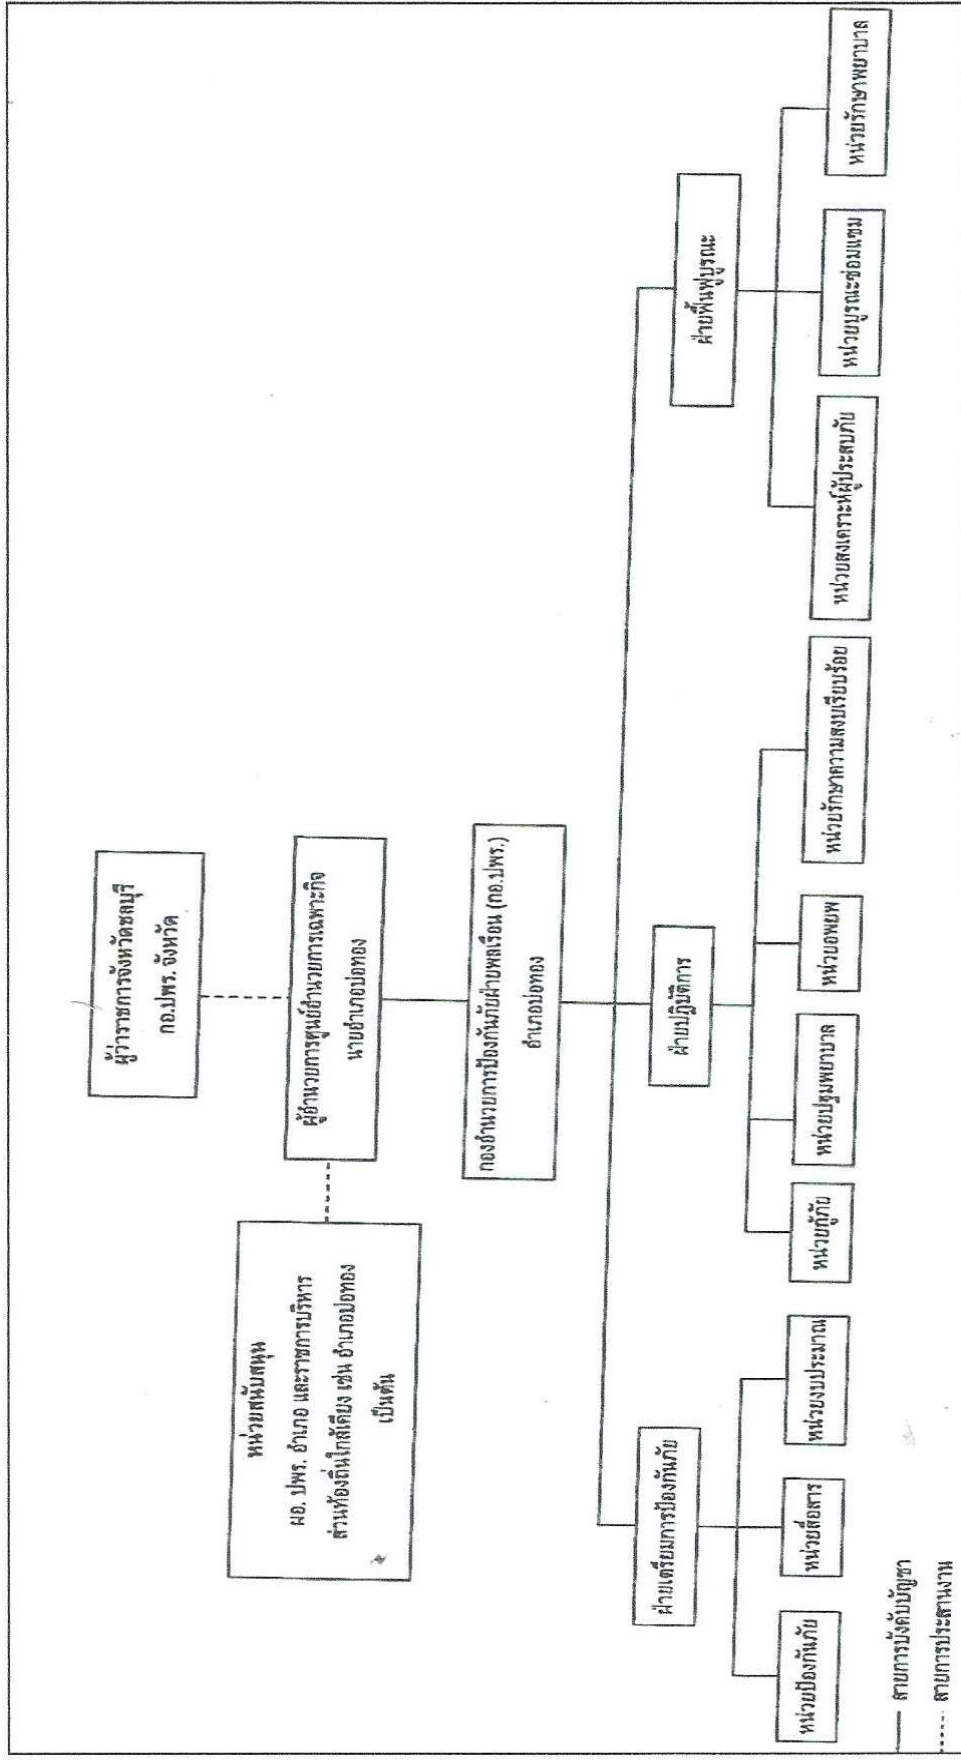 ผู้ว่าราชการจังหวัดชลบุรี
กอ.ปพร. จังหวัด
ผู้อำนวยการศูนย์อำนวยการเฉพาะกิจ
นายอำเภอบ่อทอง
หน่วยสนับสนุน
ผอ. ปพร. อำเภอ และราชการบริหาร
ส่วนท้องถิ่นใกล้เคียง เช่น อำเภอบ่อทอง
เป็นต้น
กองอำนวยการป้องกันภัยฝ่ายพลเรือน (กอ.ปพร.)
อำเภอบ่อทอง
ฝ่ายเตรียมการป้องกันภัย
ฝ่ายปฏิบัติการ
ฝ่ายฟื้นฟูบูรณะ
หน่วยป้องกันภัย
หน่วยสื่อสาร
หน่วยงบประมาณ
หน่วยกู้ภัย
หน่วยปฐมพยาบาล
หน่วยอพยพ
หน่วยรักษาความสงบเรียบร้อย
หน่วยสงเคราะห์ผู้ประสบภัย
หน่วยบูรณะซ่อมแซม
หน่วยรักษาพยาบาล
สายการบังคับบัญชา
สายการประสานงาน